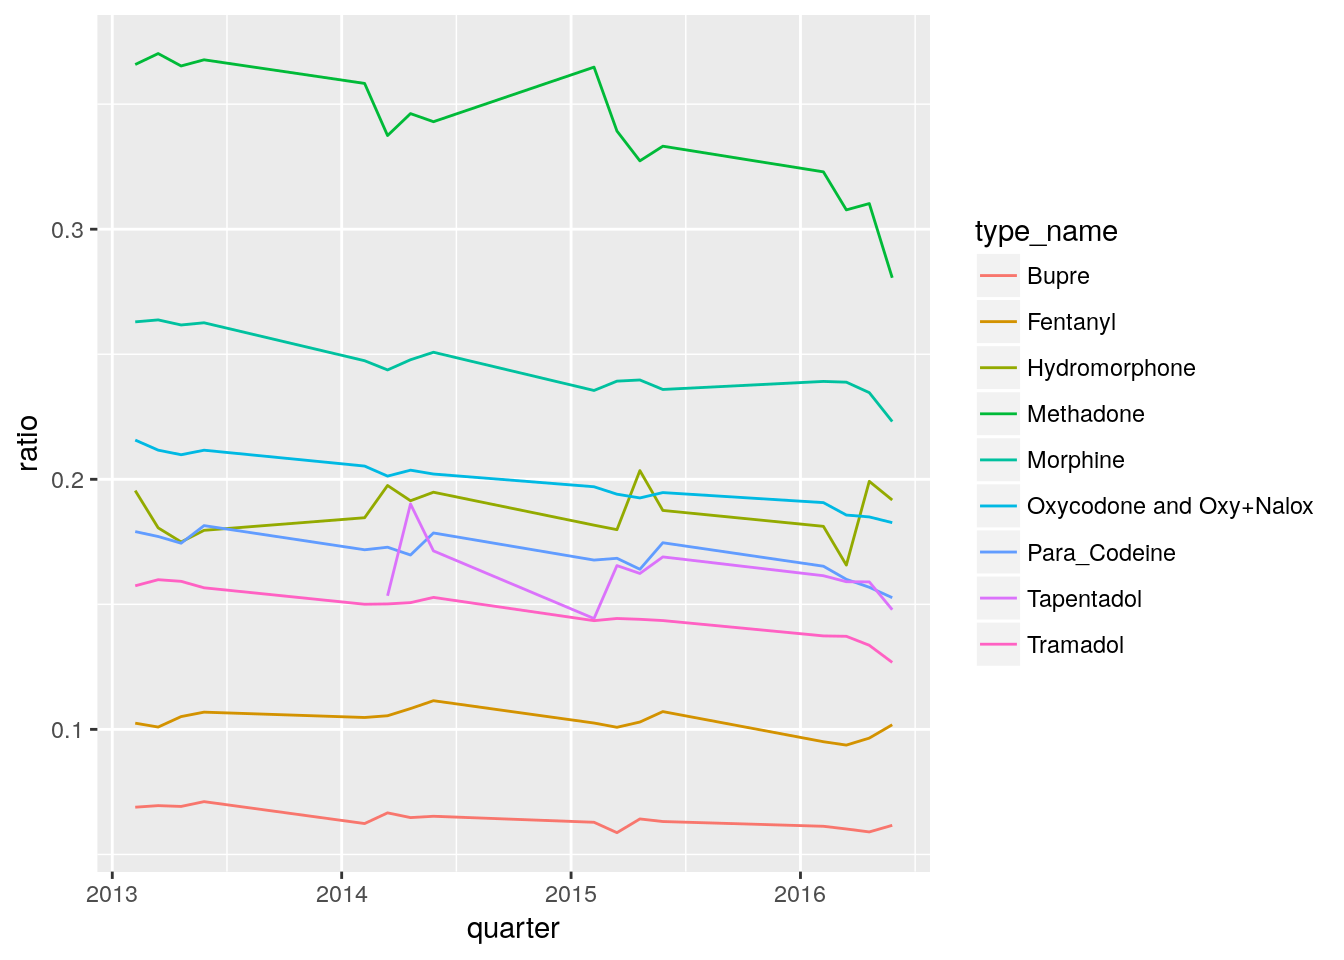 0.3
0.2
0.1
ratio
2013 2014 2015 2016
quarter
type_name
Bupre
Fentanyl
Hydromorphone
Methadone
Morphine
Oxycodone and Oxy+Nalox
Para_Codeine
Tapentadol
Tramadol